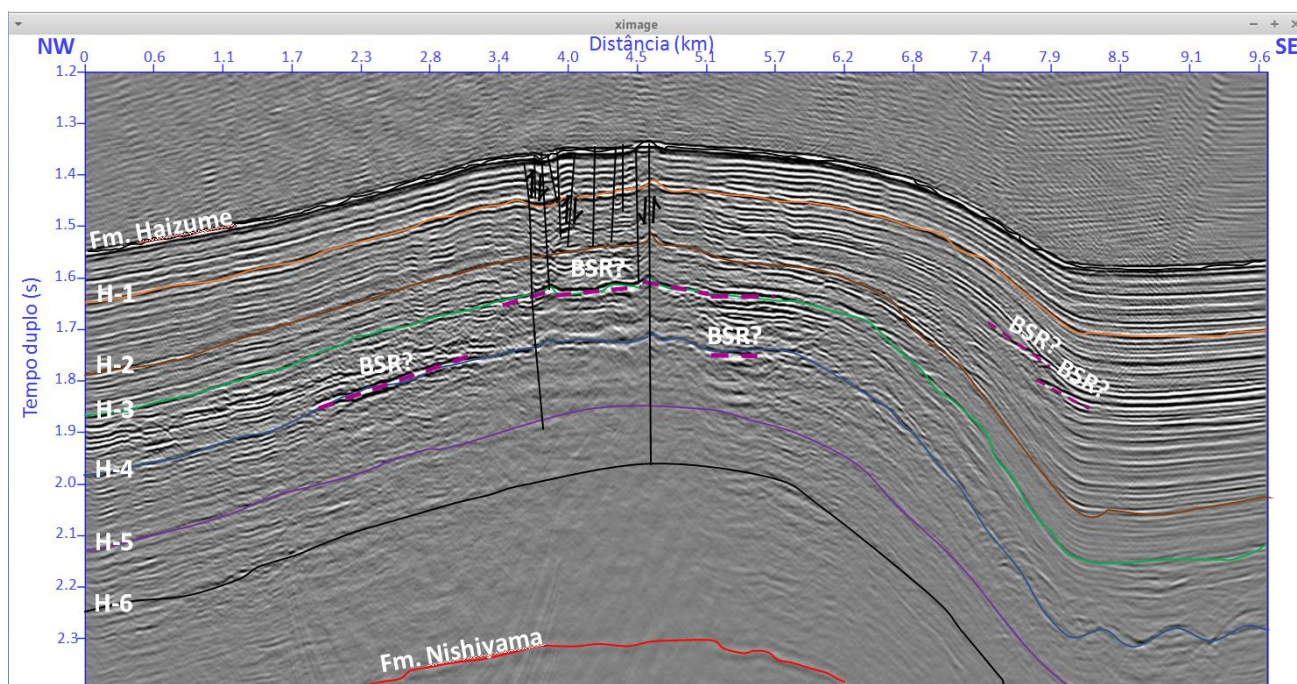 ximage
Distância (km)
NW
SE
0 0.6 1.1 1.7 2.3 2.8 3.4 4.0 4.5 5.1 5.7 6.2 6.8 7.4 7.9 8.5 9.1 9.6
Tempo duplo (s)
1.2
1.3
1.4
1.5
1.6
1.7
1.8
1.9
2.0
2.1
2.2
2.3
Fm. Haizume
H-1
H-2
H-3
H-4
H-5
H-6
Fm. Nishiyama
BSR?
BSR?
BSR?
BSR?
BSR?